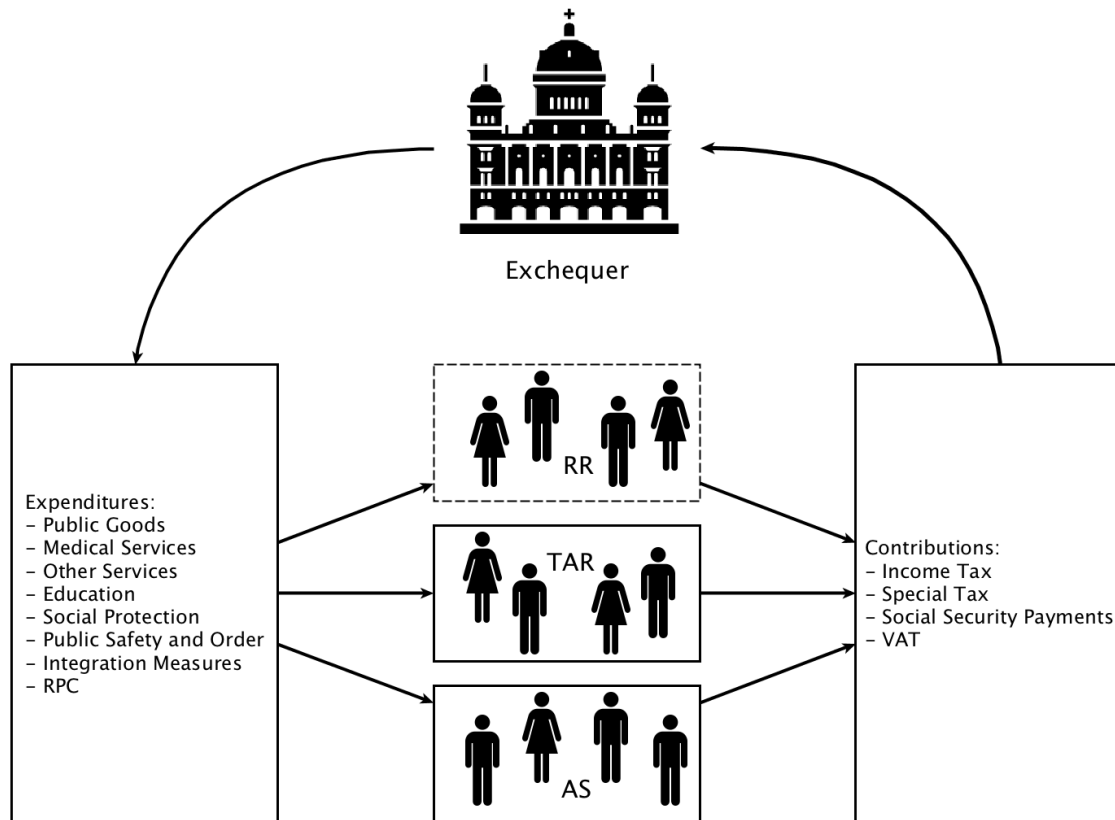 Exchequer
Expenditures:
– Public Goods
– Medical Services
– Other Services
– Education
– Social Protection
– Public Safety and Order
– Integration Measures
– RPC
RR
TAR
AS
Contributions:
– Income Tax
– Special Tax
– Social Security Payments
– VAT